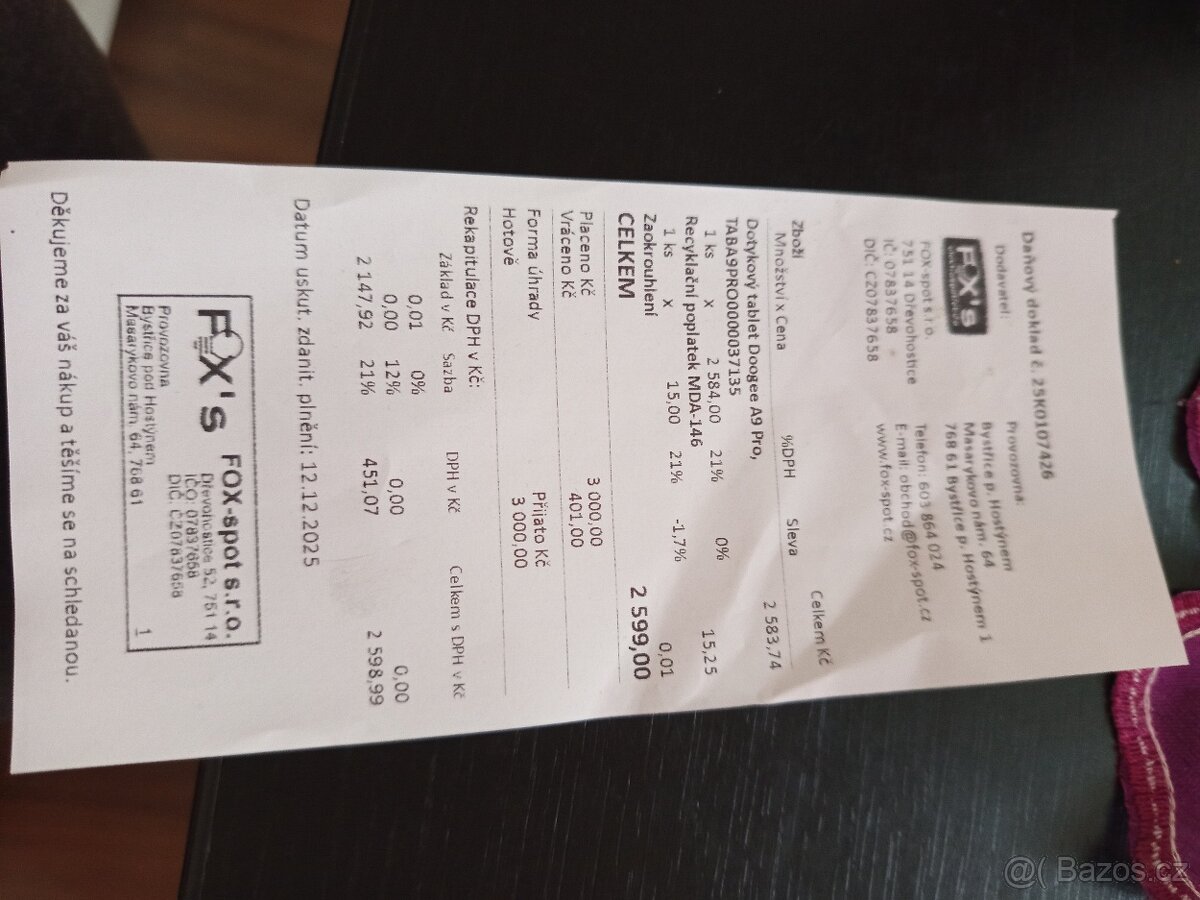 Daňový doklad č. 25K0107426
Dodavatel:
FOX's
FOX-spot s.r.o.
751 14 Dřevohostice
IČ: 07837658
DIČ: CZ07837658
Provozovna:
Bystřice p. Hostýnem
Masarykovo nám. 64
768 61 Bystřice p. Hostýnem 1
Telefon: 603 864 024
E-mail: obchod@fox-spot.cz
www.fox-spot.cz
Zboží
Množství x Cena %DPH Sleva Celkem Kč
Dotykový tablet Doogee A9 Pro,
TABA9PRO0000037135
1 ks x 2 584,00 21% 0% 2 583,74
Recyklační poplatek MDA-146
1 ks x 15,00 21% -1,7% 15,25
Zaokrouhlení 0,01
CELKEM 2 599,00
Placeno Kč 3 000,00
Vráceno Kč 401,00
Forma úhrady Přijato Kč
Hotově 3 000,00
Rekapitulace DPH v Kč:
Základ v Kč Sazba DPH v Kč Celkem s DPH v Kč
0,01 0%
0,00 12% 0,00 0,00
2 147,92 21% 451,07 2 598,99
Datum uskut. zdanit. plnění: 12.12.2025
FOX's FOX-spot s.r.o.
Dřevohostice 52, 751 14
IČO: 07837658
DIČ: CZ07837658
Provozovna
Bystřice pod Hostýnem
Masarykovo nám. 64, 768 61
1
Děkujeme za váš nákup a těšíme se na schledanou.
@( Bazos.cz